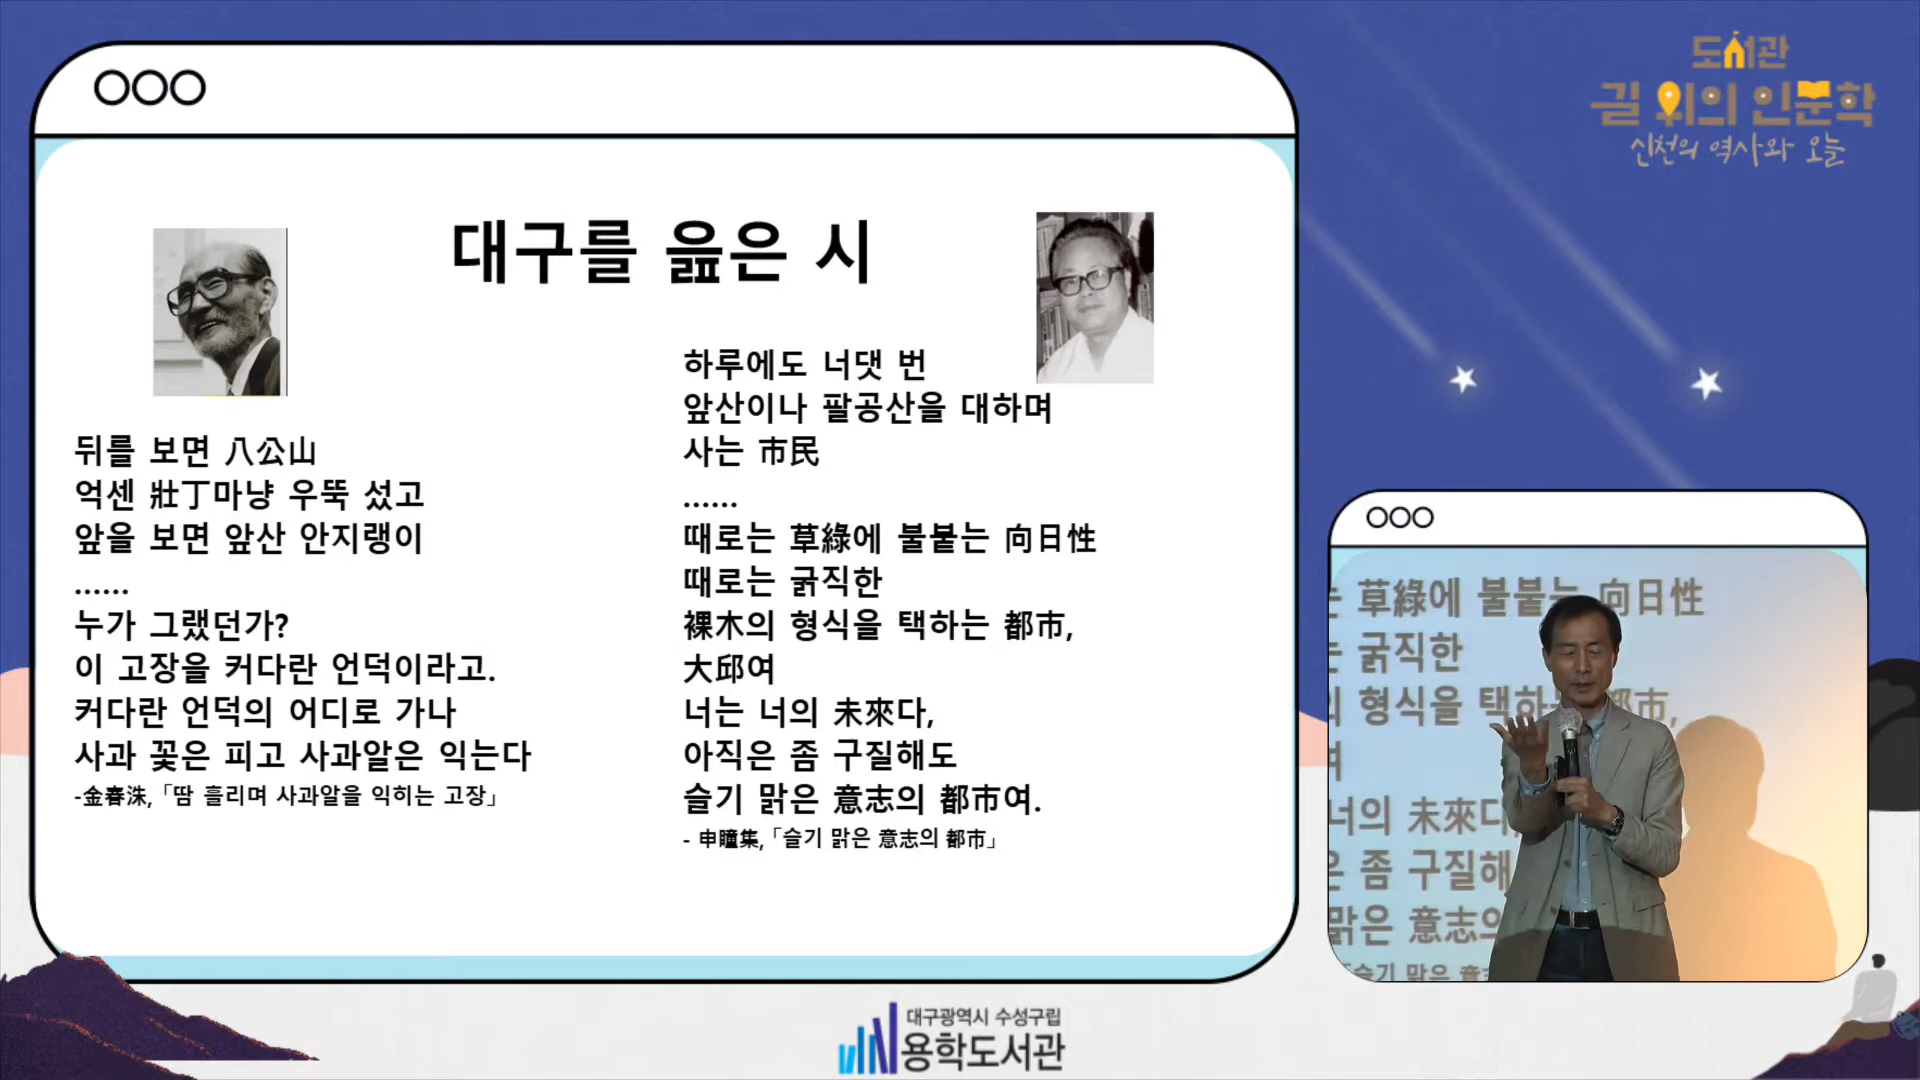 도서관
길 위의 인문학
신천의 역사와 오늘
대구를 읊은 시
뒤를 보면 八公山
억센 壯丁마냥 우뚝 섰고
앞을 보면 앞산 안지랭이
......
누가 그랬던가?
이 고장을 커다란 언덕이라고.
커다란 언덕의 어디로 가나
사과 꽃은 피고 사과알은 익는다
-金春洙,「땀 흘리며 사과알을 익히는 고장」
하루에도 너댓 번
앞산이나 팔공산을 대하며
사는 市民
......
때로는 草綠에 불붙는 向日性
때로는 굵직한
裸木의 형식을 택하는 都市,
大邱여
너는 너의 未來다,
아직은 좀 구질해도
슬기 맑은 意志의 都市여.
- 申瞳集,「슬기 맑은 意志의 都市」
草綠에 불붙는 向日性
굵직한
형식을 택하 都市,
여
너의 未來다
좀 구질해
맑은 意志의
「슬기 맑은 意
대구광역시 수성구립
용학도서관